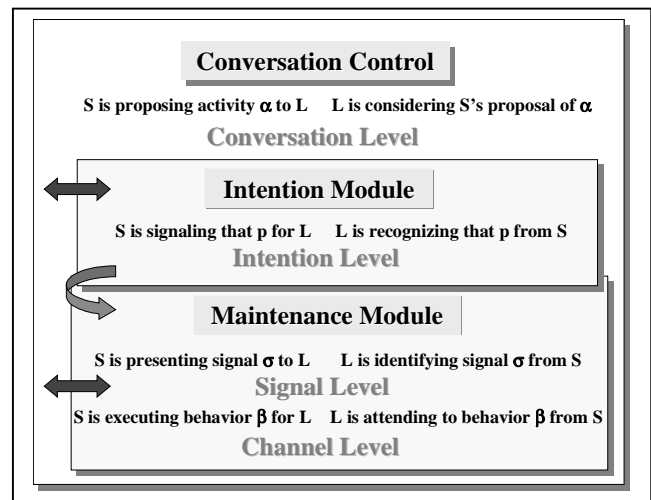 Conversation Control
S is proposing activity α to L L is considering S's proposal of α
Conversation Level
Intention Module
S is signaling that p for L L is recognizing that p from S
Intention Level
Maintenance Module
S is presenting signal σ to L L is identifying signal σ from S
Signal Level
S is executing behavior β for L L is attending to behavior β from S
Channel Level